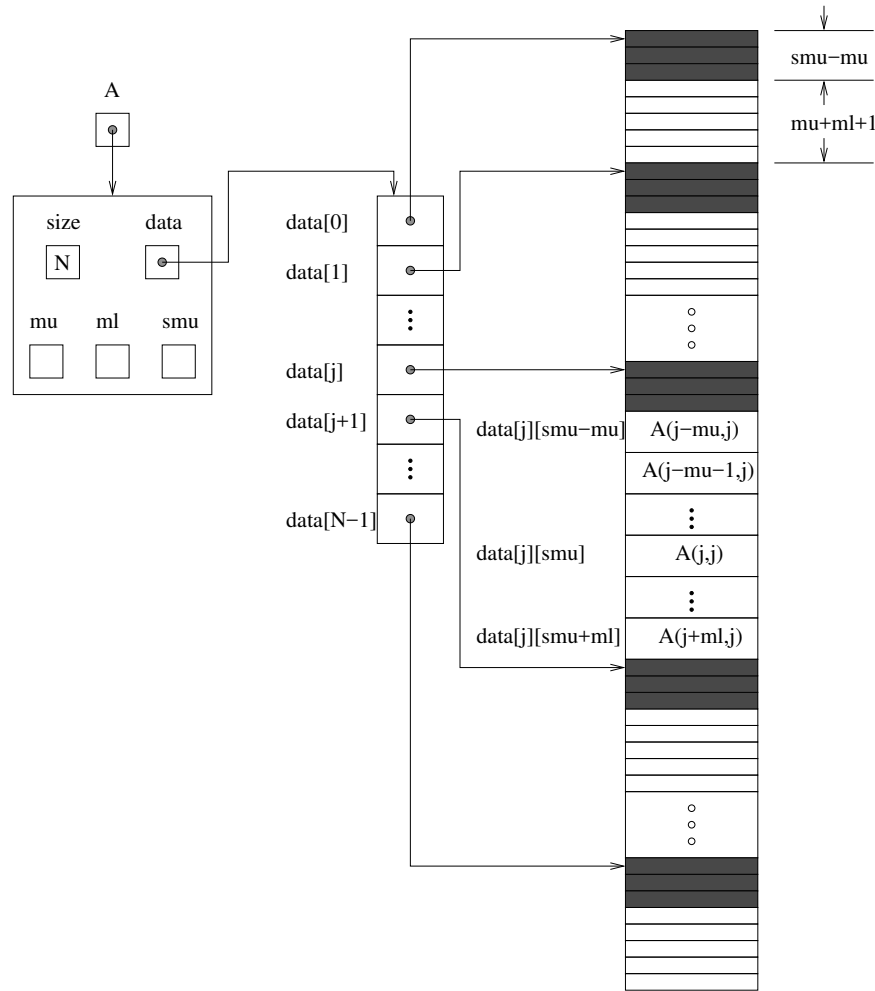 A
size
data
N
mu
ml
smu
data[0]
data[1]
data[j]
data[j+1]
data[N−1]
data[j][smu−mu]
data[j][smu]
data[j][smu+ml]
A(j−mu,j)
A(j−mu−1,j)
A(j,j)
A(j+ml,j)
smu−mu
mu+ml+1